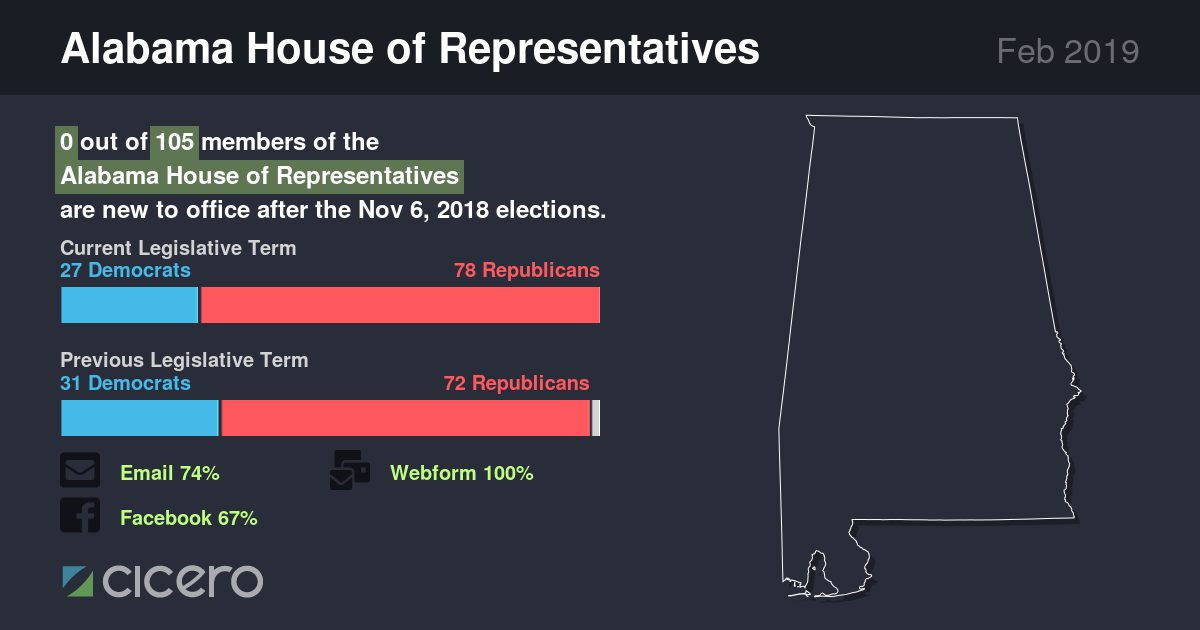 Alabama House of Representatives
Feb 2019
0 out of 105 members of the
Alabama House of Representatives
are new to office after the Nov 6, 2018 elections.
Current Legislative Term
27 Democrats 78 Republicans
Previous Legislative Term
31 Democrats 72 Republicans
Email 74% Webform 100%
Facebook 67%
cicero